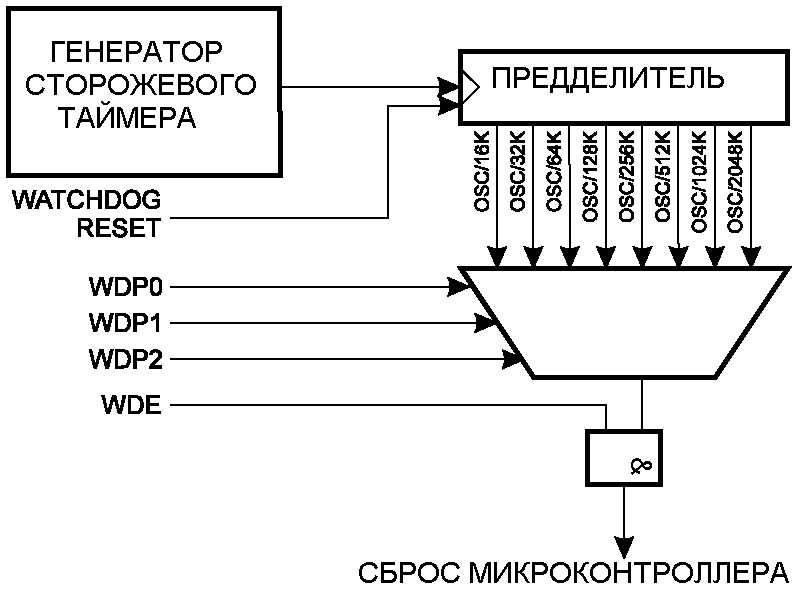 ГЕНЕРАТОР
СТОРОЖЕВОГО
ТАЙМЕРА
ПРЕДДЕЛИТЕЛЬ
OSC/16K
OSC/32K
OSC/64K
OSC/128K
OSC/256K
OSC/512K
OSC/1024K
OSC/2048K
WATCHDOG
RESET
WDP0
WDP1
WDP2
WDE
&
СБРОС МИКРОКОНТРОЛЛЕРА